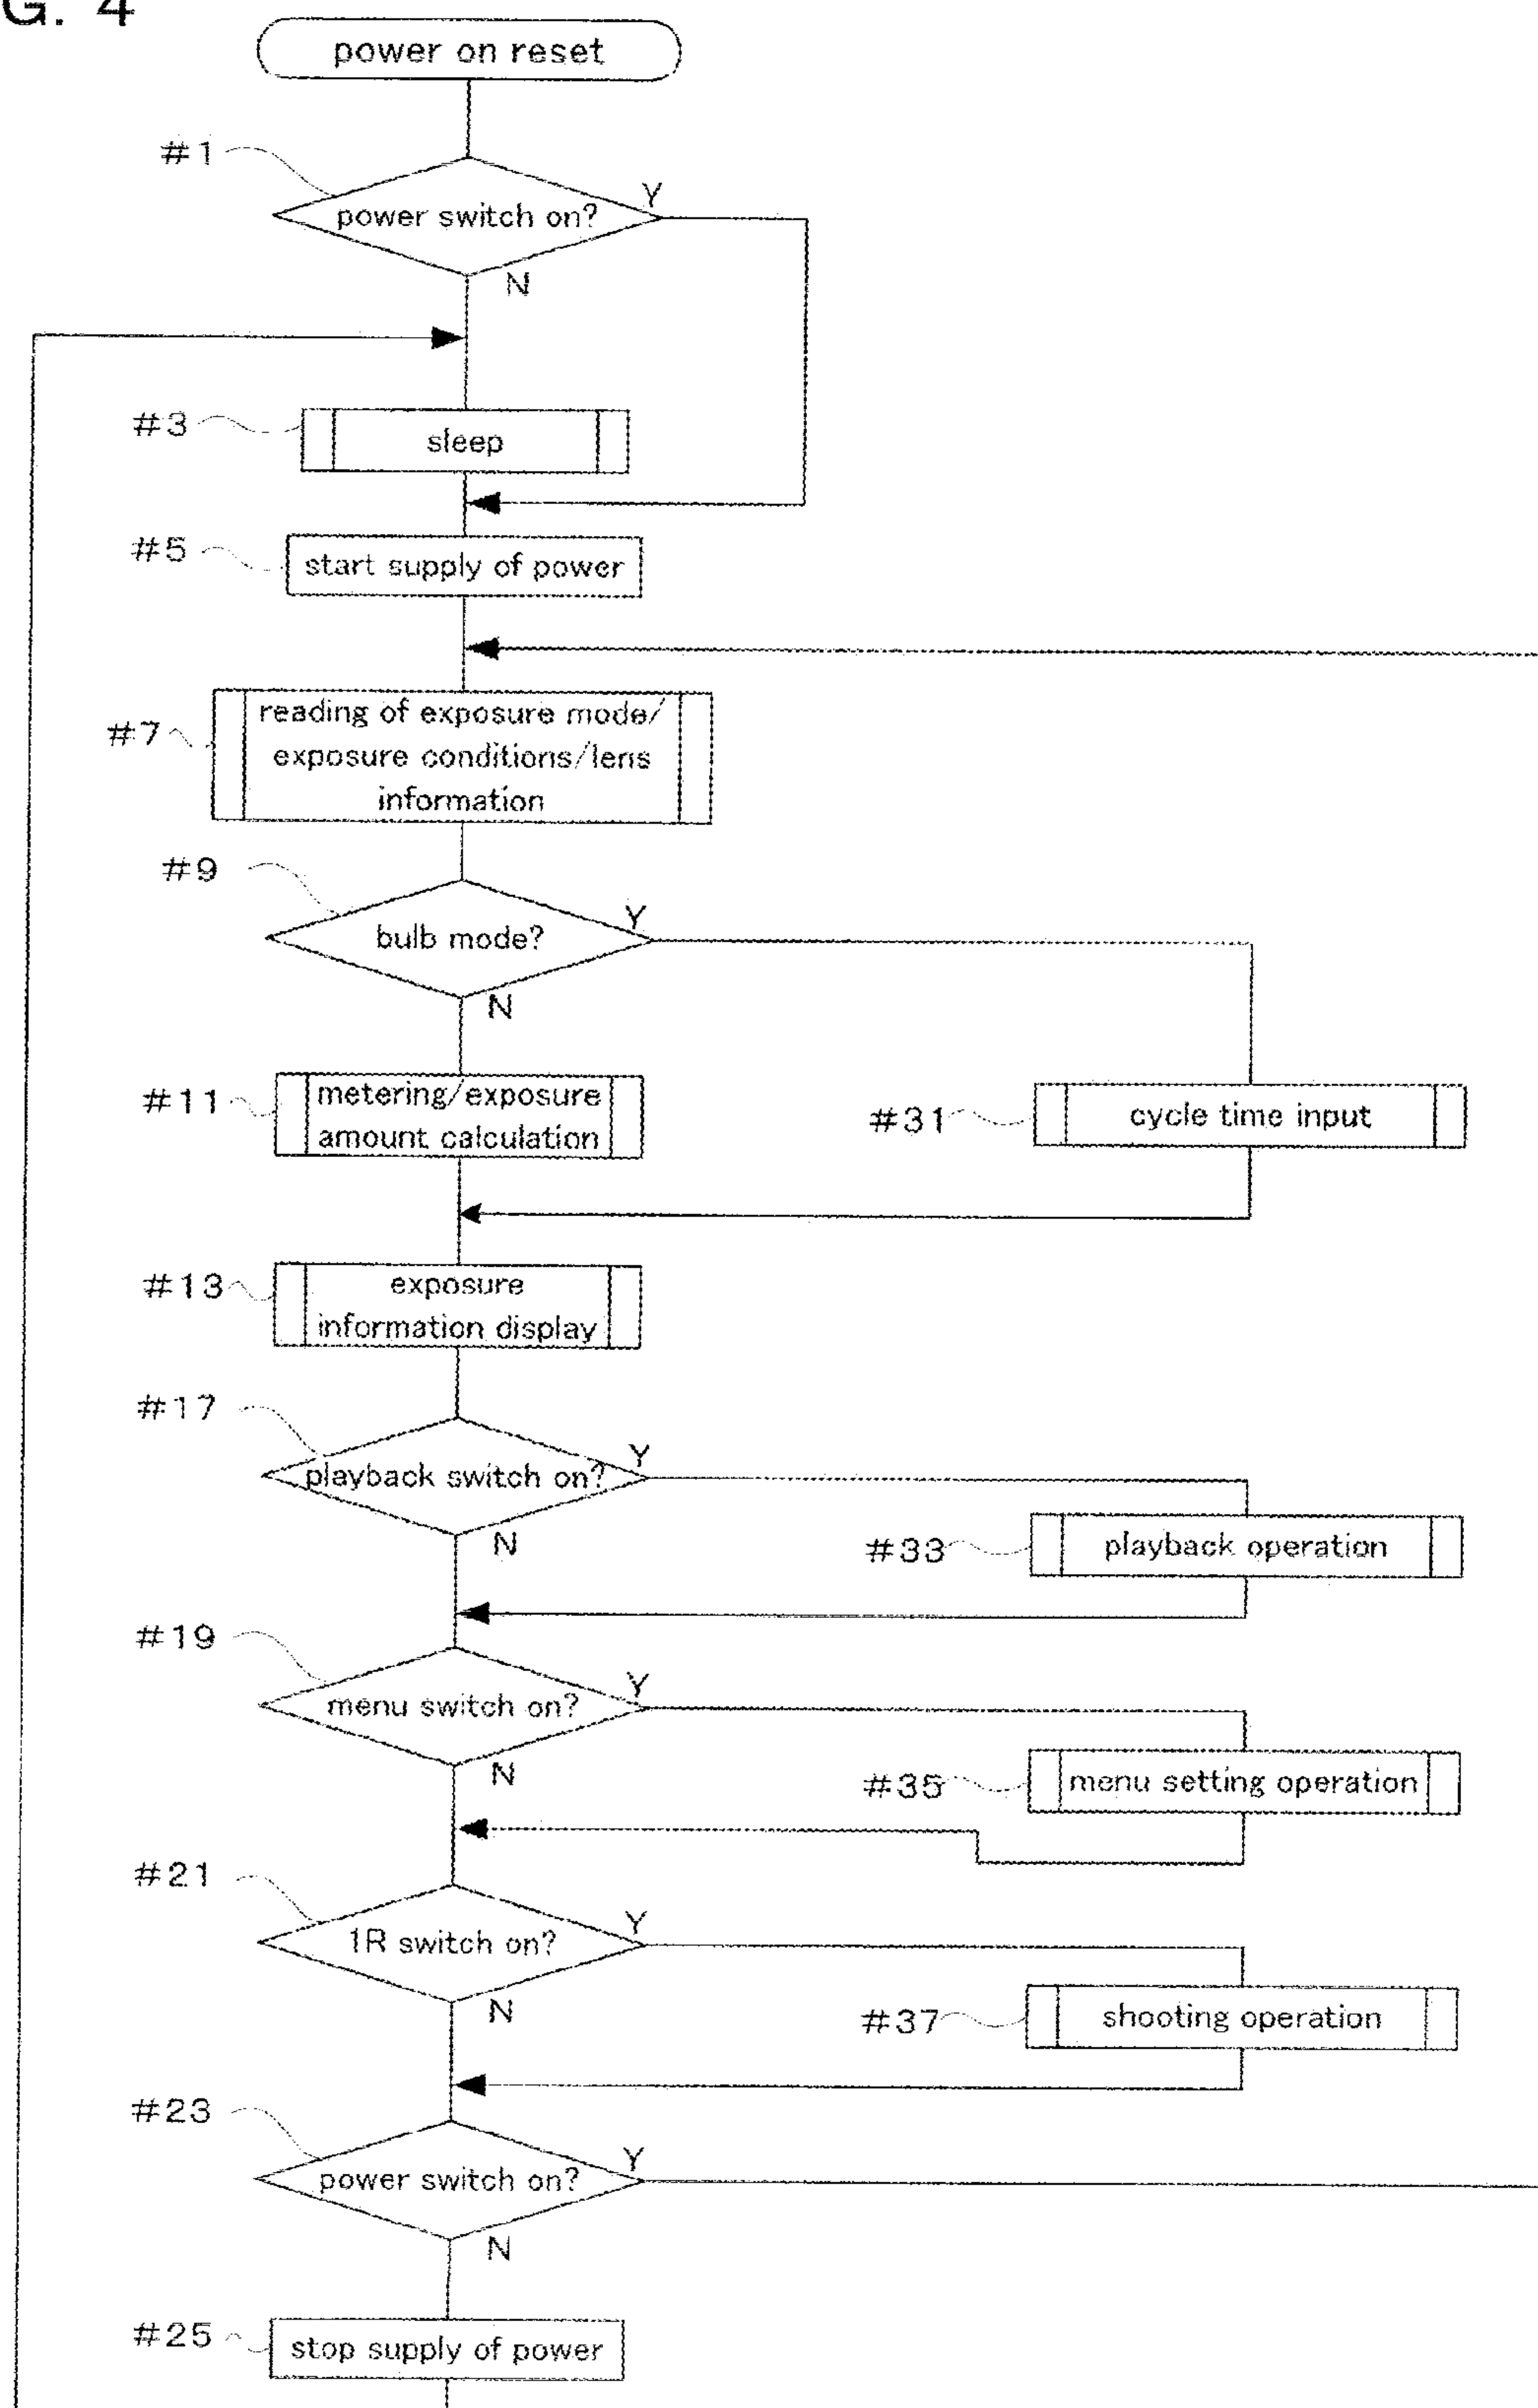 G. 4
power on reset
#1
power switch on?
Y
N
#3
sleep
#5
start supply of power
#7
reading of exposure mode/
exposure conditions/lens
information
#9
bulb mode?
Y
N
#11
metering/exposure
amount calculation
#31
cycle time input
#13
exposure
information display
#17
playback switch on?
Y
N
#33
playback operation
#19
menu switch on?
Y
N
#35
menu setting operation
#21
1R switch on?
Y
N
#37
shooting operation
#23
power switch on?
Y
N
#25
stop supply of power